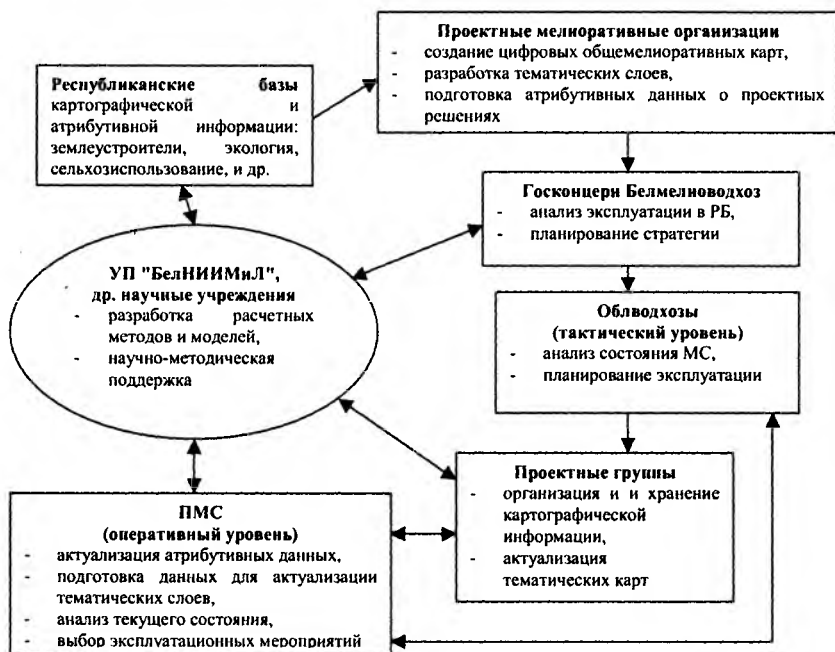 Проектные мелиоративные организации
- создание цифровых общемелиоративных карт,
- разработка тематических слоев,
- подготовка атрибутивных данных о проектных
решениях
Республиканские базы
картографической и
атрибутивной информации:
землеустроители, экология,
сельхозиспользование, и др.
Госконцерн Белмелиоводхоз
- анализ эксплуатации в РБ,
- планирование стратегии
УП "БелНИИМиЛ",
др. научные учреждения
- разработка расчетных
методов и моделей,
- научно-методическая
поддержка
Облводхозы
(тактический уровень)
- анализ состояния МС,
- планирование эксплуатации
Проектные группы
- организация и и хранение
картографической
информации,
- актуализация
тематических карт
ПМС
(оперативный уровень)
- актуализация атрибутивных данных,
- подготовка данных для актуализации
тематических слоев,
- анализ текущего состояния,
- выбор эксплуатационных мероприятий